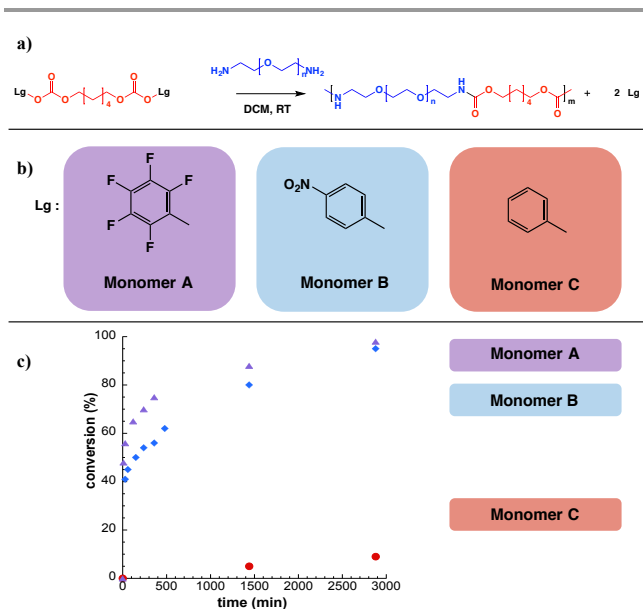 a)
Lg O O O O 4 O O O Lg
H₂N O n NH₂
DCM, RT
N H O O n H N O O 4 O O m + 2 Lg
b)
Lg :
F F F F F
Monomer A
O₂N
Monomer B
Monomer C
c)
conversion (%)
100
80
60
40
20
0
0 500 1000 1500 2000 2500 3000
time (min)
Monomer A
Monomer B
Monomer C